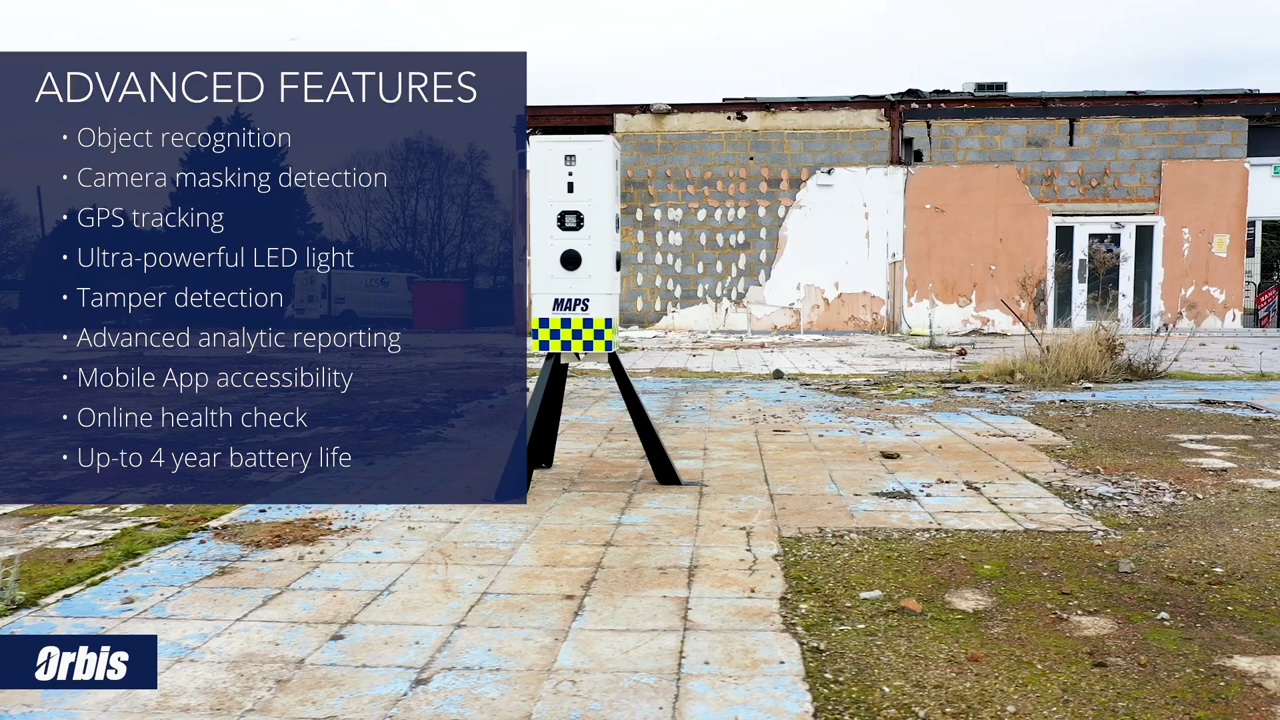 ADVANCED FEATURES
• Object recognition
• Camera masking detection
• GPS tracking
• Ultra-powerful LED light
• Tamper detection
• Advanced analytic reporting
• Mobile App accessibility
• Online health check
• Up-to 4 year battery life
LCS
MAPS
Orbis